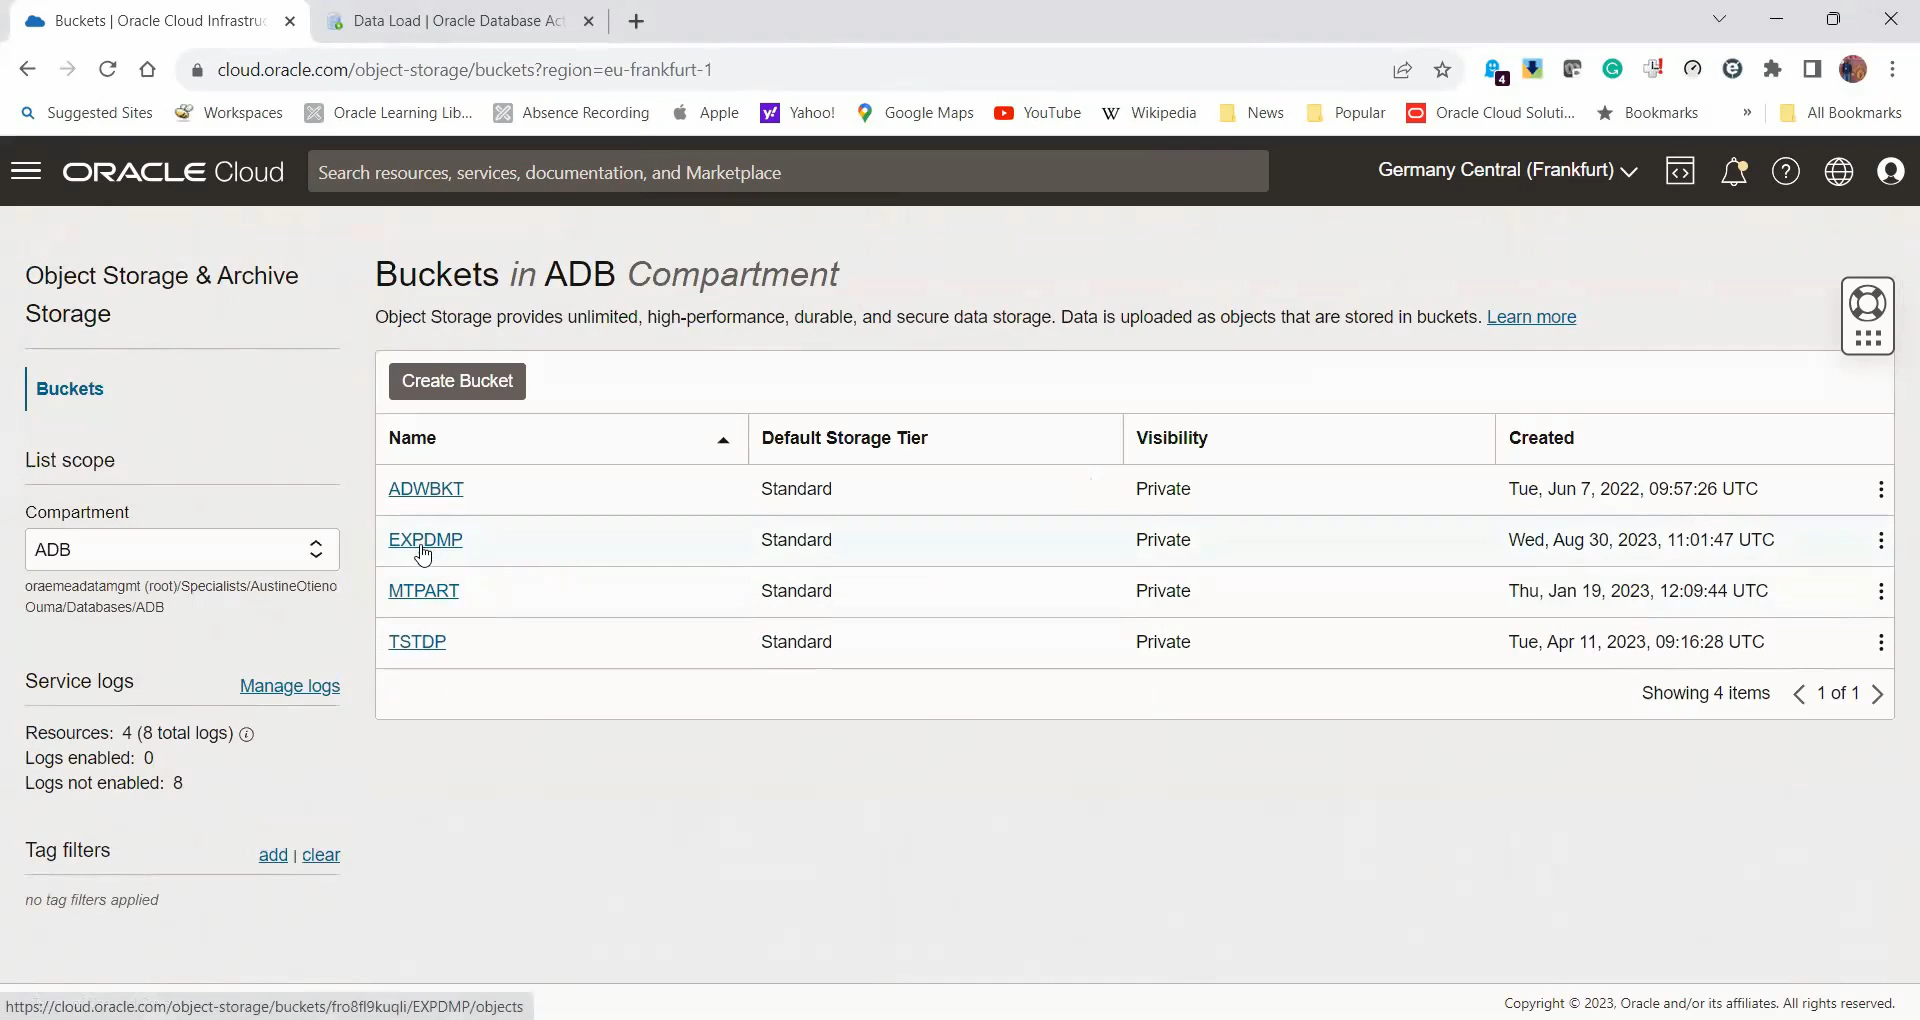 Buckets | Oracle Cloud Infrastruc
Data Load | Oracle Database Act
cloud.oracle.com/object-storage/buckets?region=eu-frankfurt-1
4
Suggested Sites
Workspaces
Oracle Learning Lib...
Absence Recording
Apple
Yahoo!
Google Maps
YouTube
Wikipedia
News
Popular
Oracle Cloud Soluti...
Bookmarks
»
All Bookmarks
ORACLE Cloud
Search resources, services, documentation, and Marketplace
Germany Central (Frankfurt)
Object Storage & Archive
Storage
Buckets
List scope
Compartment
ADB
oraemeadatamgmt (root)/Specialists/AustineOtieno
Ouma/Databases/ADB
Service logs
Manage logs
Resources: 4 (8 total logs)
Logs enabled: 0
Logs not enabled: 8
Tag filters
add | clear
no tag filters applied
Buckets in ADB Compartment
Object Storage provides unlimited, high-performance, durable, and secure data storage. Data is uploaded as objects that are stored in buckets. Learn more
Create Bucket
Name Default Storage Tier Visibility Created
ADWBKT Standard Private Tue, Jun 7, 2022, 09:57:26 UTC
EXPDMP Standard Private Wed, Aug 30, 2023, 11:01:47 UTC
MTPART Standard Private Thu, Jan 19, 2023, 12:09:44 UTC
TSTDP Standard Private Tue, Apr 11, 2023, 09:16:28 UTC
Showing 4 items < 1 of 1 >
https://cloud.oracle.com/object-storage/buckets/fro8fl9kuqli/EXPDMP/objects
Copyright © 2023, Oracle and/or its affiliates. All rights reserved.